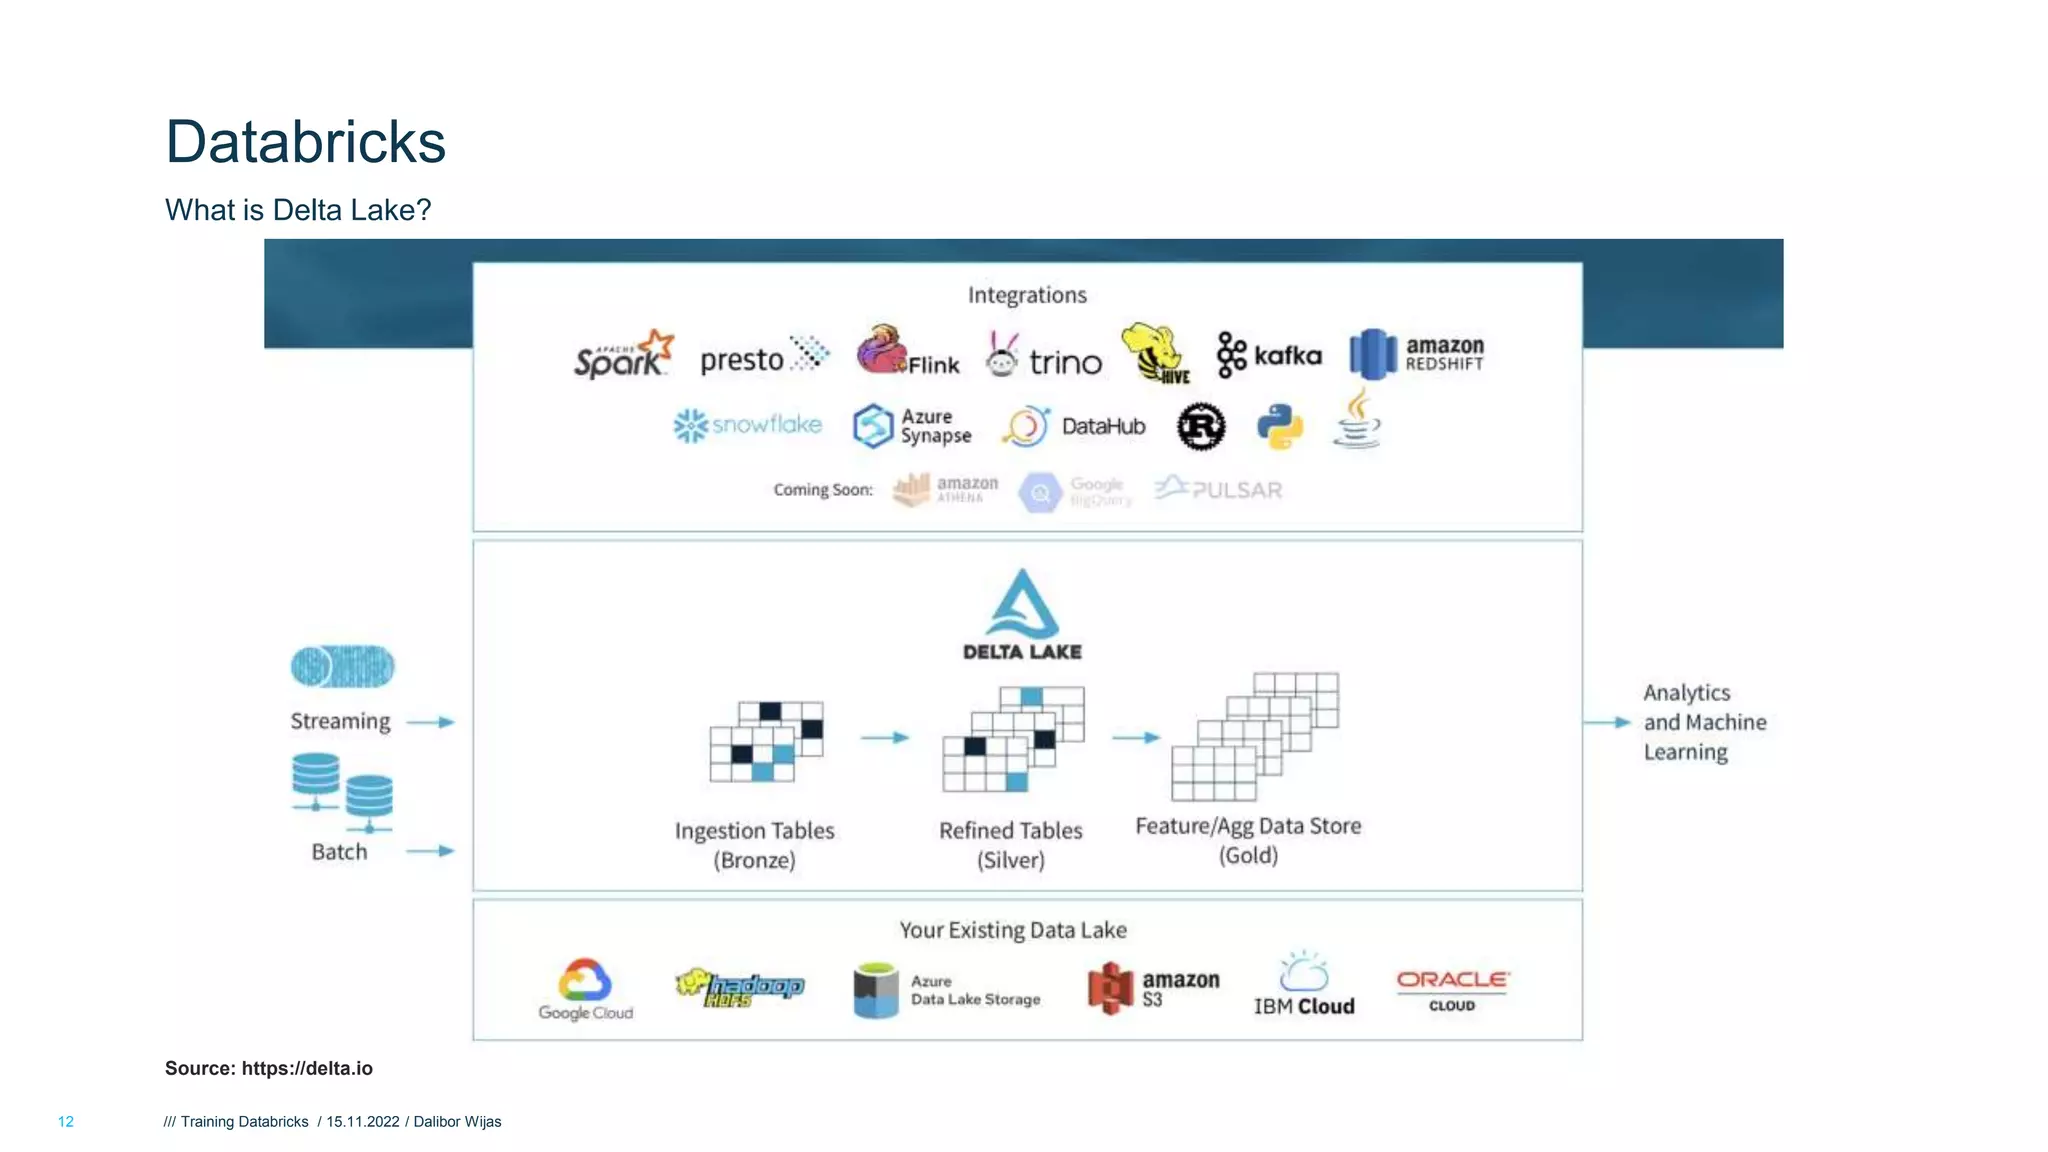 Databricks
What is Delta Lake?
Integrations
APACHE Spark
presto
Flink
trino
HIVE
kafka
amazon REDSHIFT
snowflake
Azure Synapse
DataHub
R
Coming Soon:
amazon ATHENA
Google BigQuery
PULSAR
DELTA LAKE
Streaming
Batch
Ingestion Tables
(Bronze)
Refined Tables
(Silver)
Feature/Agg Data Store
(Gold)
Analytics
and Machine
Learning
Your Existing Data Lake
Google Cloud
hadoop HDFS
Azure
Data Lake Storage
amazon S3
IBM Cloud
ORACLE CLOUD
Source: https://delta.io
12
/// Training Databricks / 15.11.2022 / Dalibor Wijas